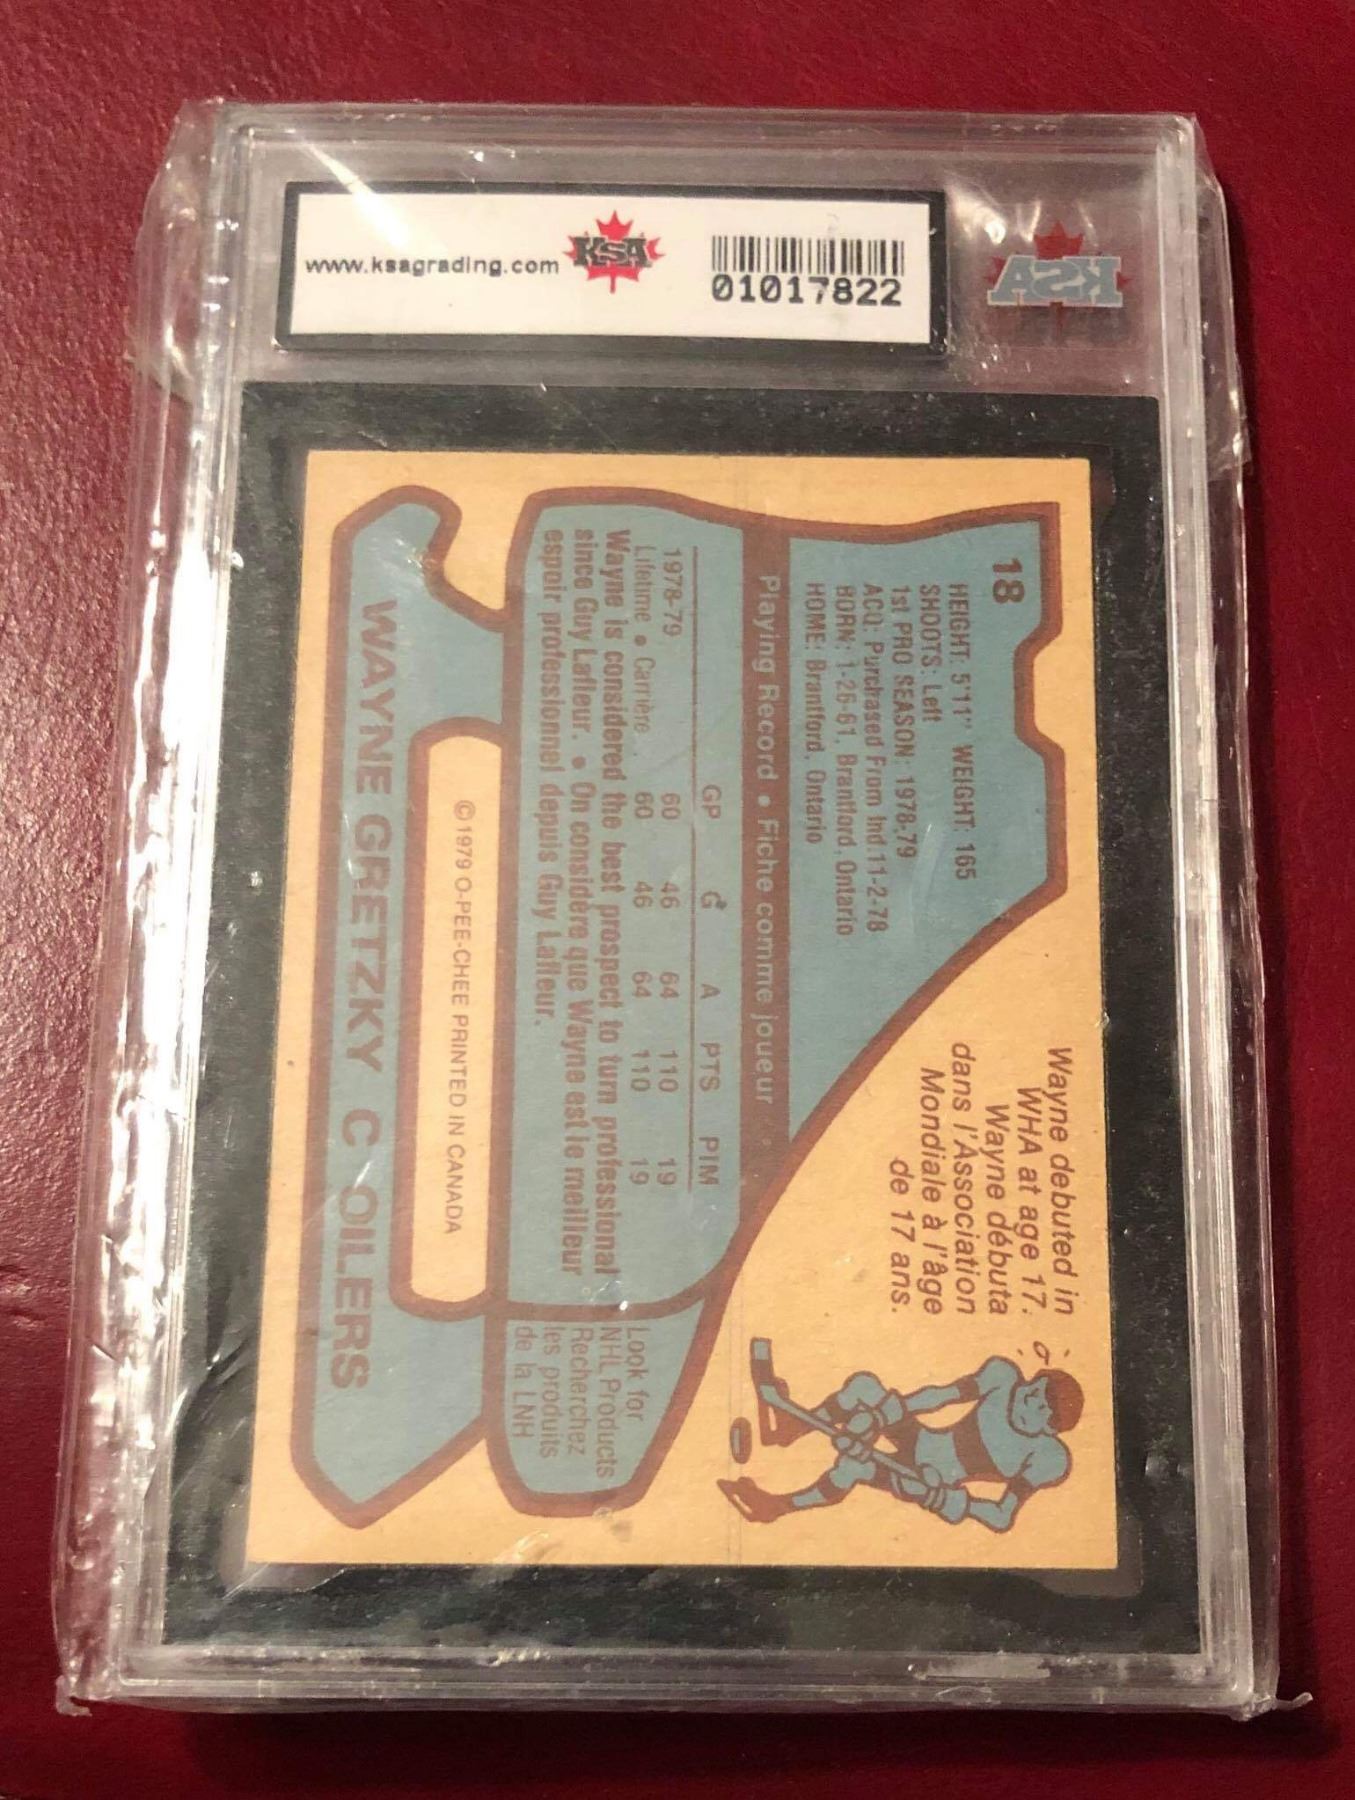 www.ksagrading.com
KSA
01017822
KSA
18
HEIGHT: 5'11" WEIGHT: 165
SHOOTS: Left
1st PRO SEASON: 1978-79
ACQ: Purchased From Ind.11-2-78
BORN: 1-26-61, Brantford, Ontario
HOME: Brantford, Ontario
Wayne debuted in
WHA at age 17.
Wayne débuta
dans l'Association
Mondiale à l'âge
de 17 ans.
Playing Record • Fiche comme joueur
GP G A PTS PIM
1978-79 60 46 64 110 19
Lifetime • Carrière 60 46 64 110 19
Wayne is considered the best prospect to turn professional
since Guy Lafleur. • On considère que Wayne est le meilleur
espoir professionnel depuis Guy Lafleur.
Look for
NHL Products
Recherchez
les produits
de la LNH
©1979 O-PEE-CHEE PRINTED IN CANADA
WAYNE GRETZKY C OILERS